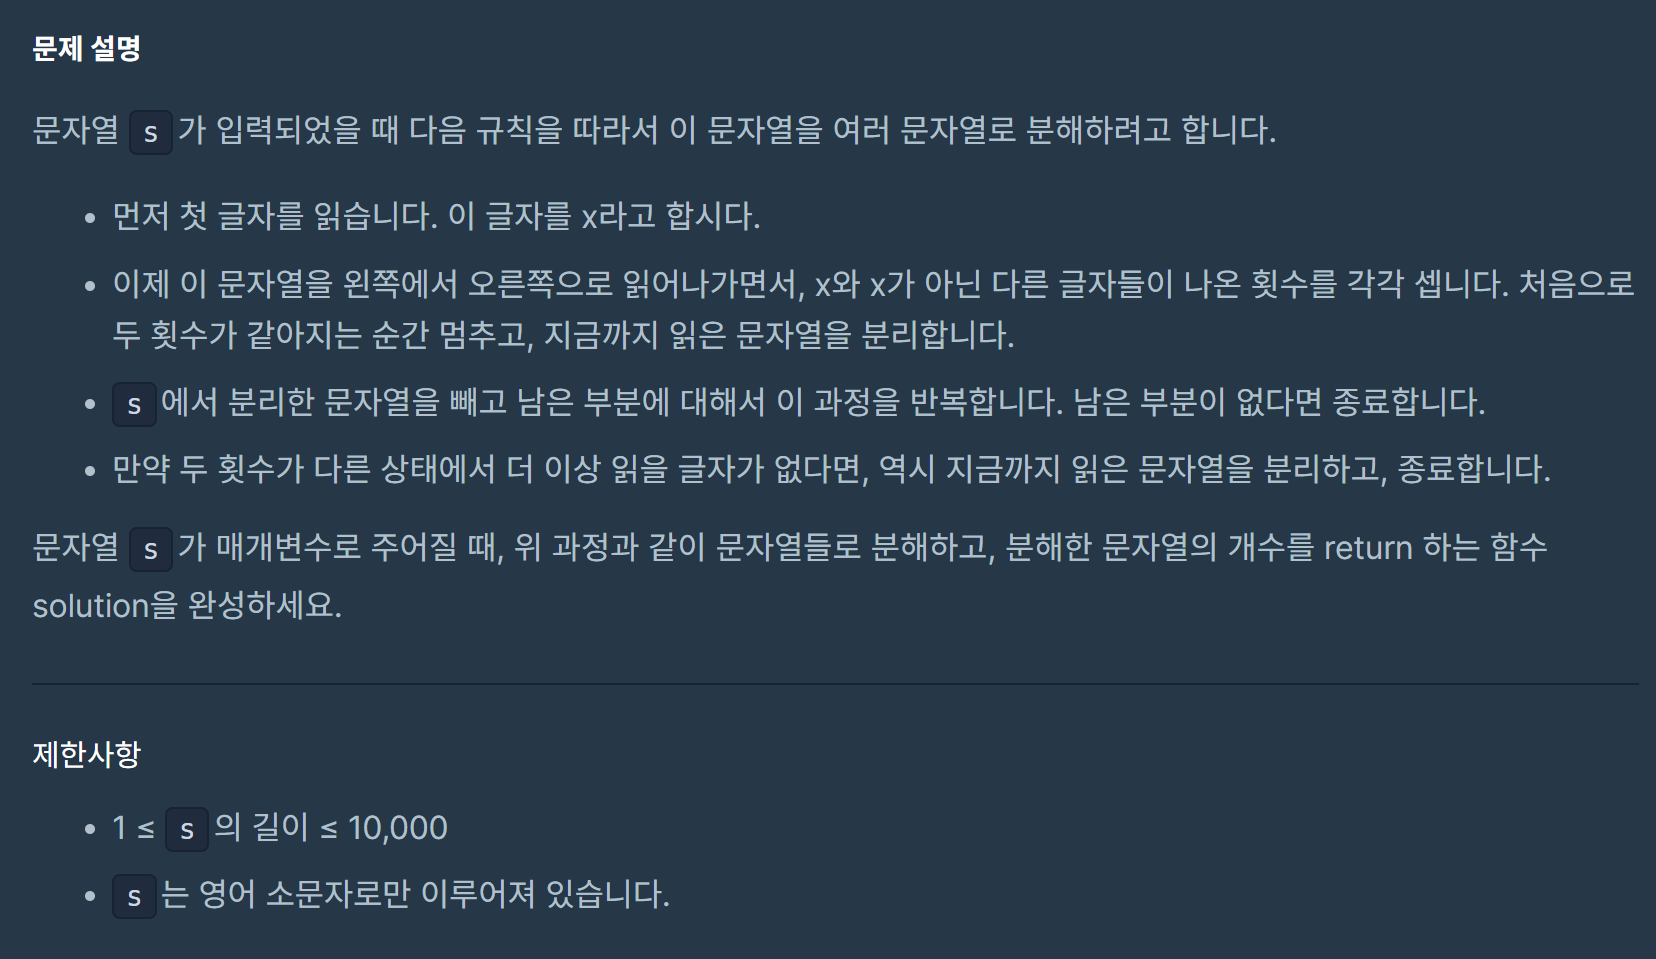 문제 설명
문자열 s 가 입력되었을 때 다음 규칙을 따라서 이 문자열을 여러 문자열로 분해하려고 합니다.
• 먼저 첫 글자를 읽습니다. 이 글자를 x라고 합시다.
• 이제 이 문자열을 왼쪽에서 오른쪽으로 읽어나가면서, x와 x가 아닌 다른 글자들이 나온 횟수를 각각 셉니다. 처음으로
두 횟수가 같아지는 순간 멈추고, 지금까지 읽은 문자열을 분리합니다.
• s 에서 분리한 문자열을 빼고 남은 부분에 대해서 이 과정을 반복합니다. 남은 부분이 없다면 종료합니다.
• 만약 두 횟수가 다른 상태에서 더 이상 읽을 글자가 없다면, 역시 지금까지 읽은 문자열을 분리하고, 종료합니다.
문자열 s 가 매개변수로 주어질 때, 위 과정과 같이 문자열들로 분해하고, 분해한 문자열의 개수를 return 하는 함수
solution을 완성하세요.
제한사항
• 1 ≤ s 의 길이 ≤ 10,000
• s 는 영어 소문자로만 이루어져 있습니다.